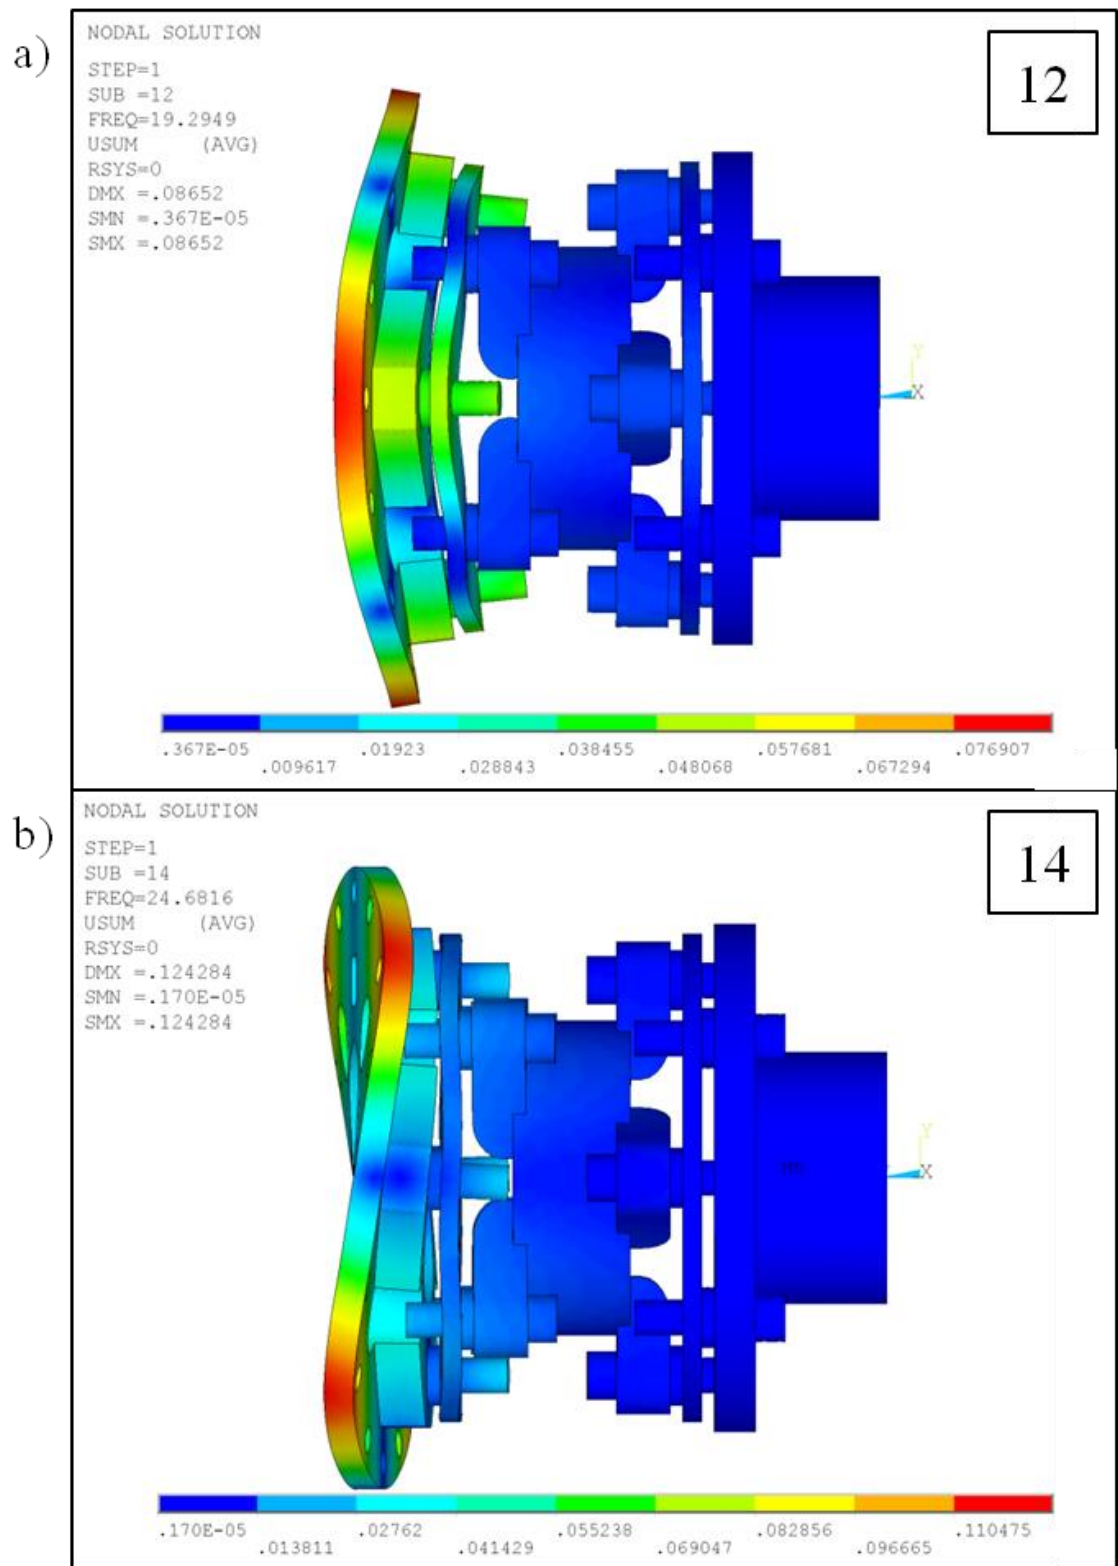 a)
NODAL SOLUTION
STEP=1
SUB =12
FREQ=19.2949
USUM (AVG)
RSYS=0
DMX =.08652
SMN =.367E-05
SMX =.08652
12
Y
X
.367E-05 .01923 .038455 .057681 .076907
.009617 .028843 .048068 .067294
b)
NODAL SOLUTION
STEP=1
SUB =14
FREQ=24.6816
USUM (AVG)
RSYS=0
DMX =.124284
SMN =.170E-05
SMX =.124284
14
Y
X
.170E-05 .02762 .055238 .082856 .110475
.013811 .041429 .069047 .096665